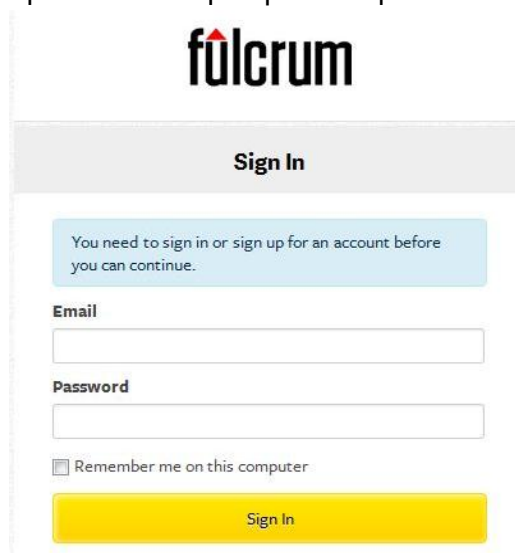 fulcrum
Sign In
You need to sign in or sign up for an account before
you can continue.
Email
Password
Remember me on this computer
Sign In